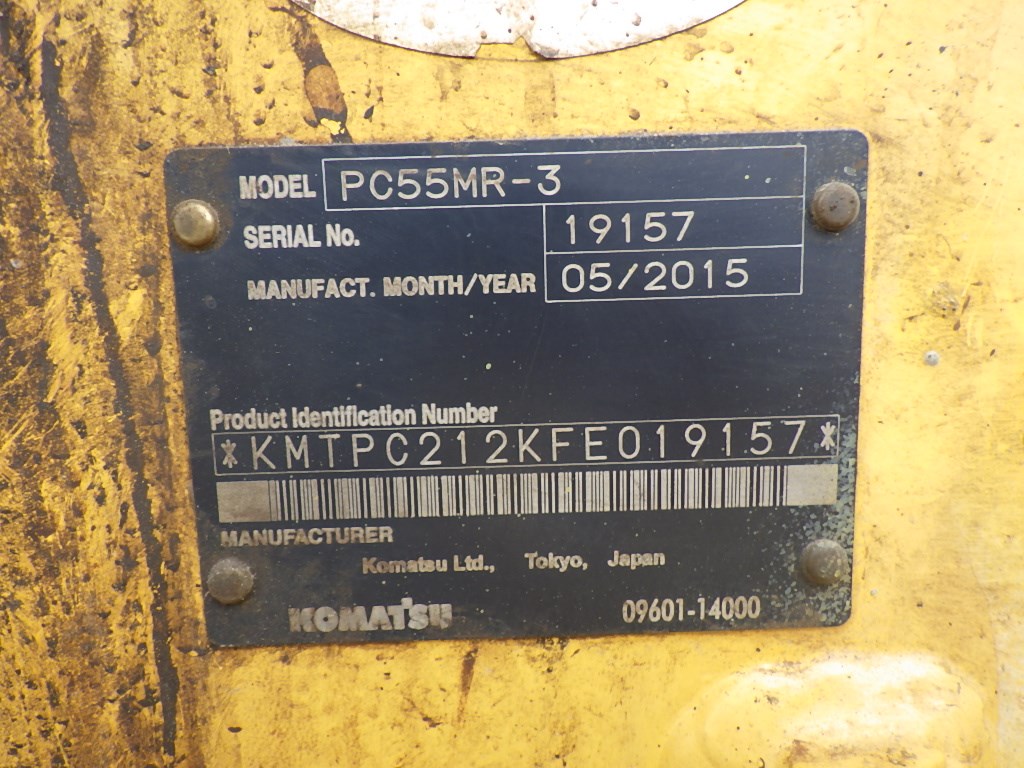 MODEL PC55MR-3
SERIAL No. 19157
MANUFACT. MONTH/YEAR 05/2015
Product Identification Number
*KMTPC212KFE019157*
MANUFACTURER
Komatsu Ltd., Tokyo, Japan
KOMATSU 09601-14000